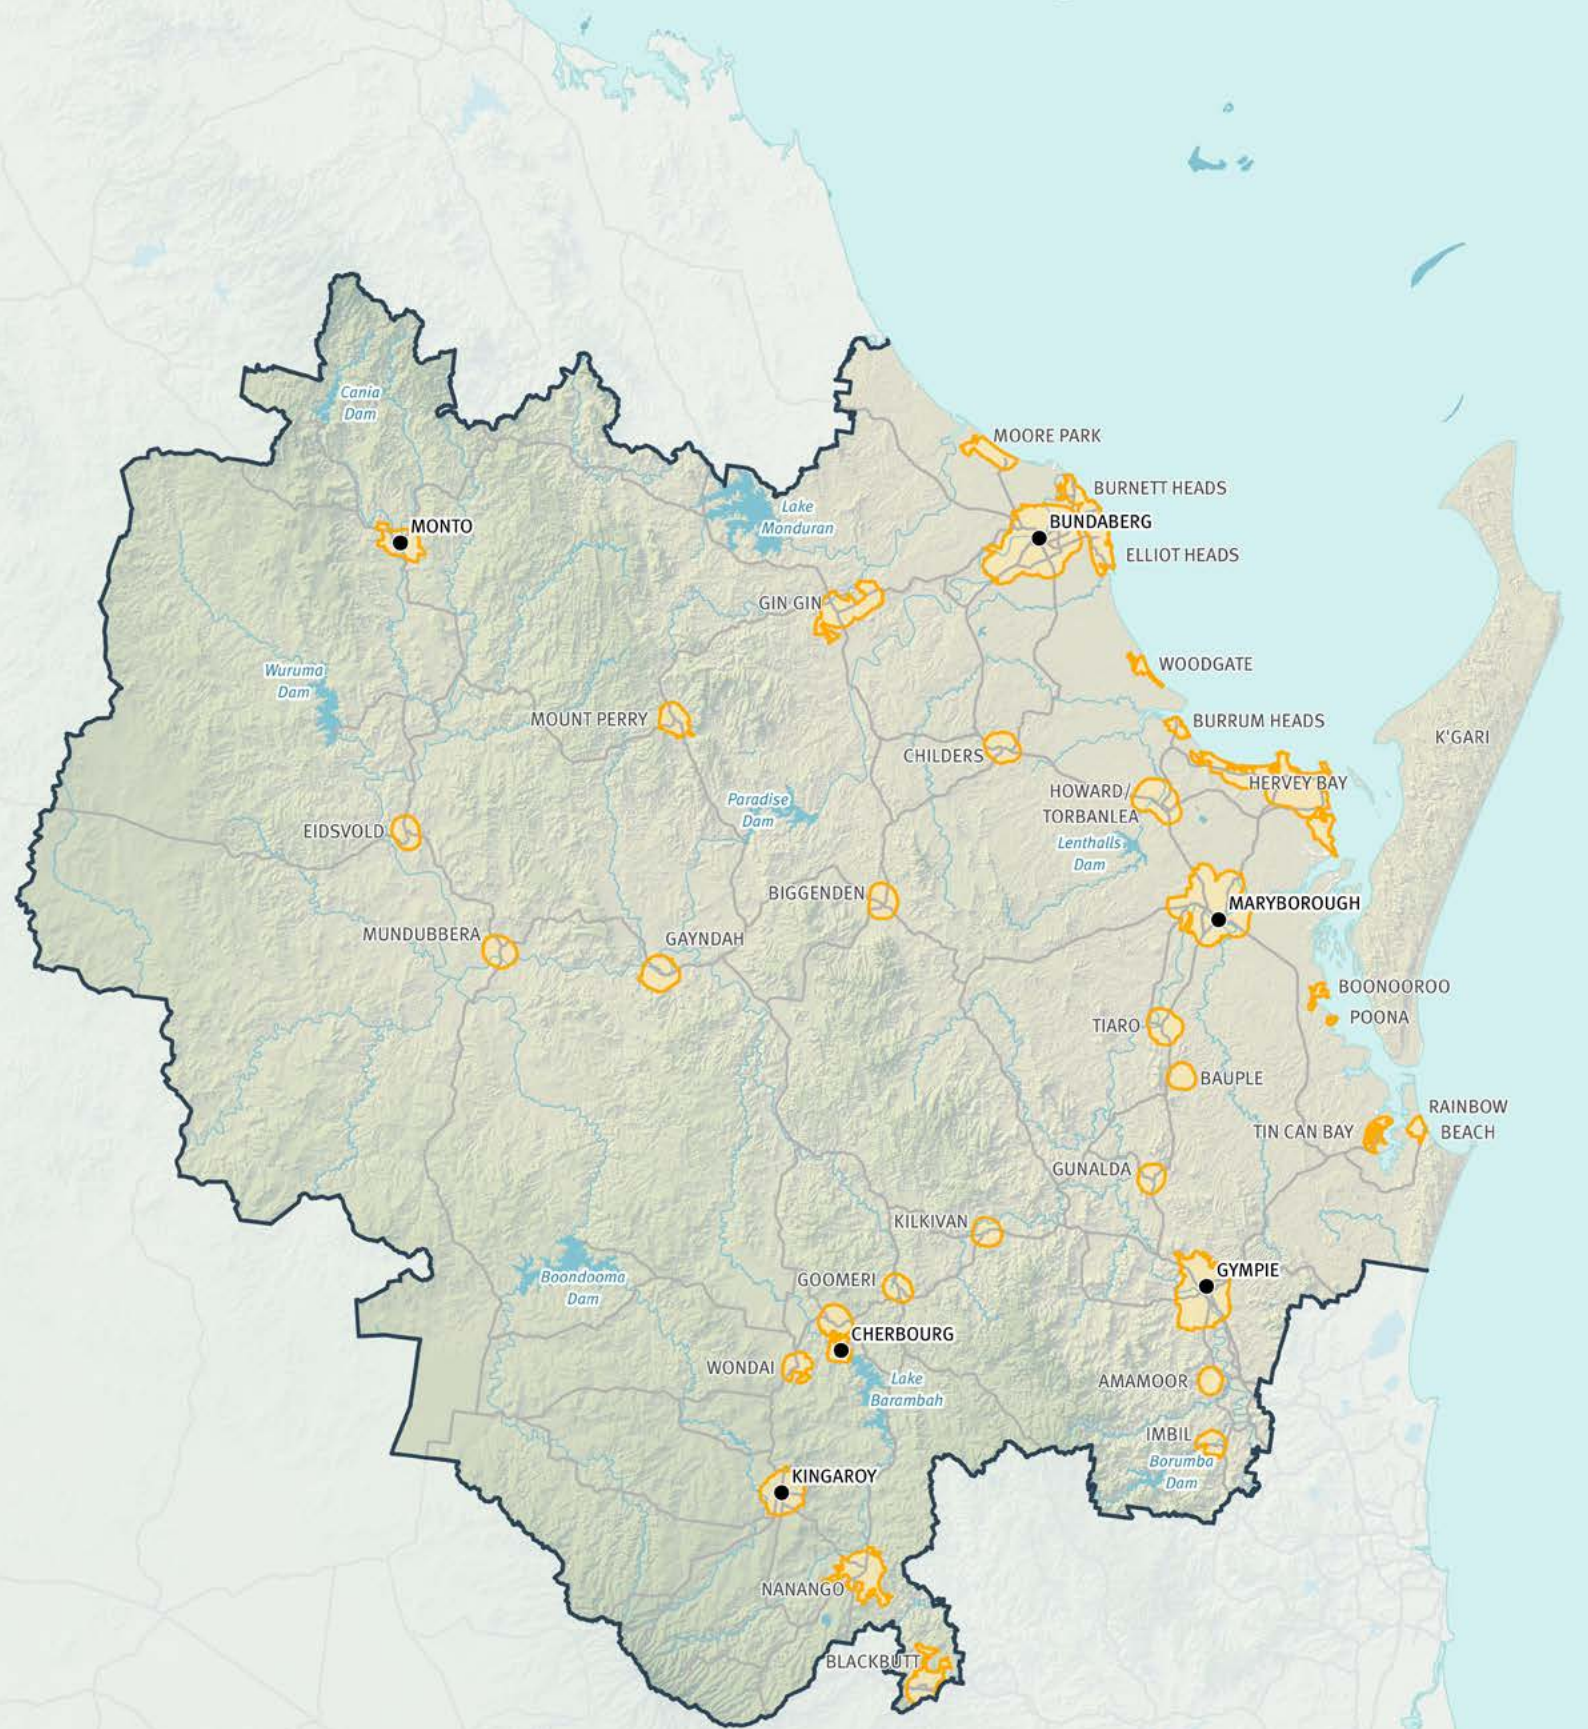 Cania
Dam
MOORE PARK
BURNETT HEADS
Lake
Monduran
BUNDABERG
MONTO
ELLIOT HEADS
GIN GIN
WOODGATE
Wuruma
Dam
MOUNT PERRY
BURRUM HEADS
K'GARI
CHILDERS
HERVEY BAY
HOWARD/
TORBANLEA
Paradise
Dam
EIDSVOLD
Lenthalls
Dam
BIGGENDEN
MARYBOROUGH
MUNDUBBERA
GAYNDAH
BOONOOROO
POONA
TIARO
BAUPLE
RAINBOW
BEACH
TIN CAN BAY
GUNALDA
KILKIVAN
GYMPIE
Boondooma
Dam
GOOMERI
CHERBOURG
WONDAI
Lake
Barambah
AMAMOOR
IMBIL
Borumba
Dam
KINGAROY
NANANGO
BLACKBUTT